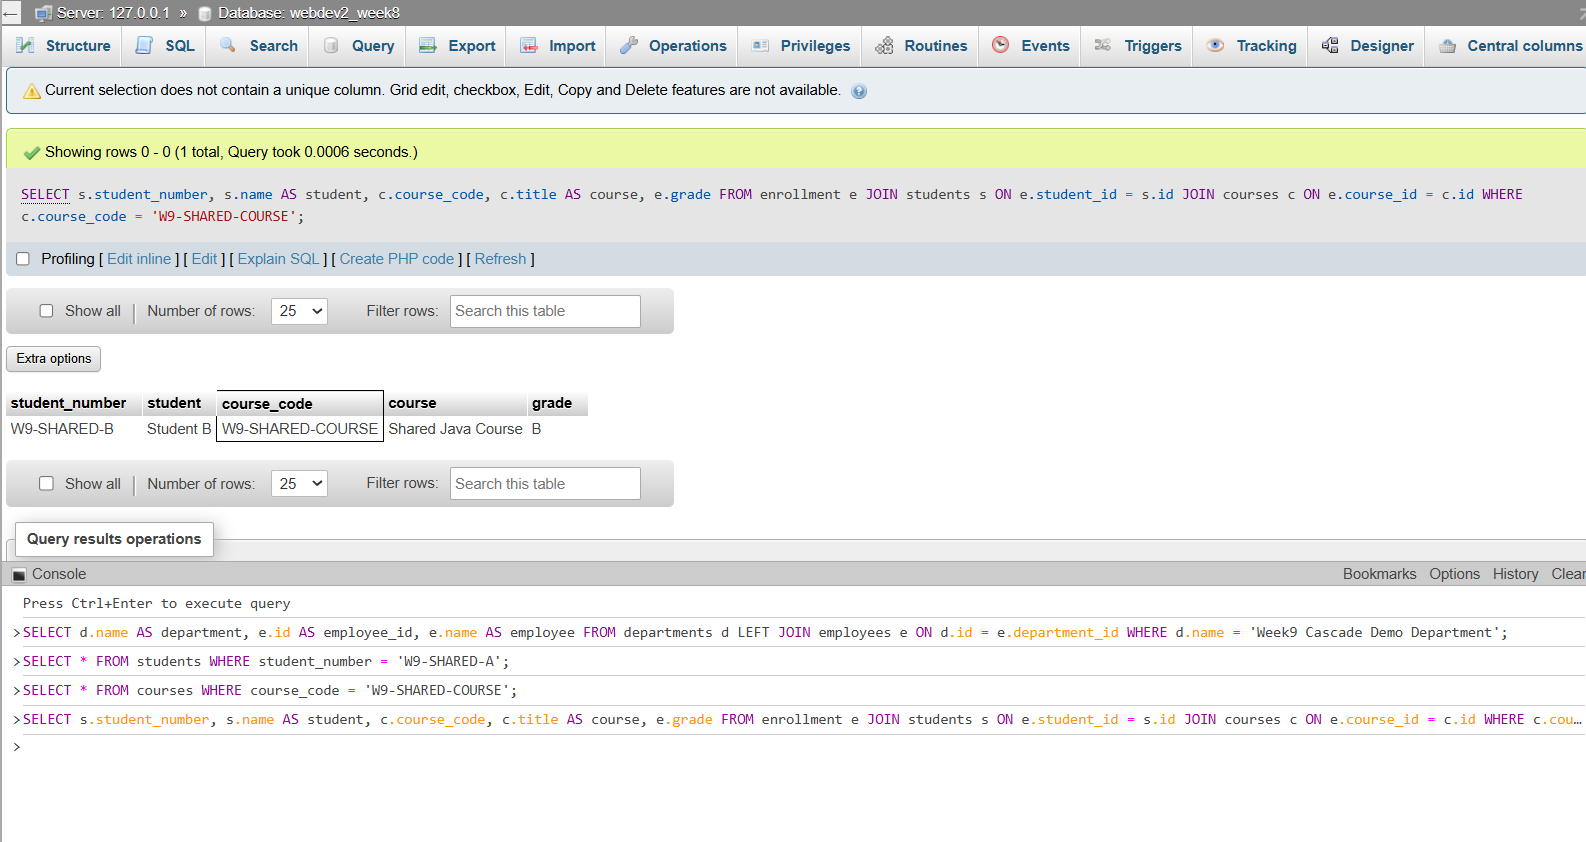 Server: 127.0.0.1 » Database: webdev2_week8
Structure SQL Search Query Export Import Operations Privileges Routines Events Triggers Tracking Designer Central columns
Current selection does not contain a unique column. Grid edit, checkbox, Edit, Copy and Delete features are not available.
Showing rows 0 - 0 (1 total, Query took 0.0006 seconds.)
SELECT s.student_number, s.name AS student, c.course_code, c.title AS course, e.grade FROM enrollment e JOIN students s ON e.student_id = s.id JOIN courses c ON e.course_id = c.id WHERE
c.course_code = 'W9-SHARED-COURSE';
Profiling [ Edit inline ] [ Edit ] [ Explain SQL ] [ Create PHP code ] [ Refresh ]
Show all Number of rows: 25 Filter rows: Search this table
Extra options
student_number student course_code course grade
W9-SHARED-B Student B W9-SHARED-COURSE Shared Java Course B
Show all Number of rows: 25 Filter rows: Search this table
Query results operations
Console Bookmarks Options History Clear
Press Ctrl+Enter to execute query
>SELECT d.name AS department, e.id AS employee_id, e.name AS employee FROM departments d LEFT JOIN employees e ON d.id = e.department_id WHERE d.name = 'Week9 Cascade Demo Department';
>SELECT * FROM students WHERE student_number = 'W9-SHARED-A';
>SELECT * FROM courses WHERE course_code = 'W9-SHARED-COURSE';
>SELECT s.student_number, s.name AS student, c.course_code, c.title AS course, e.grade FROM enrollment e JOIN students s ON e.student_id = s.id JOIN courses c ON e.course_id = c.id WHERE c.cou…
>